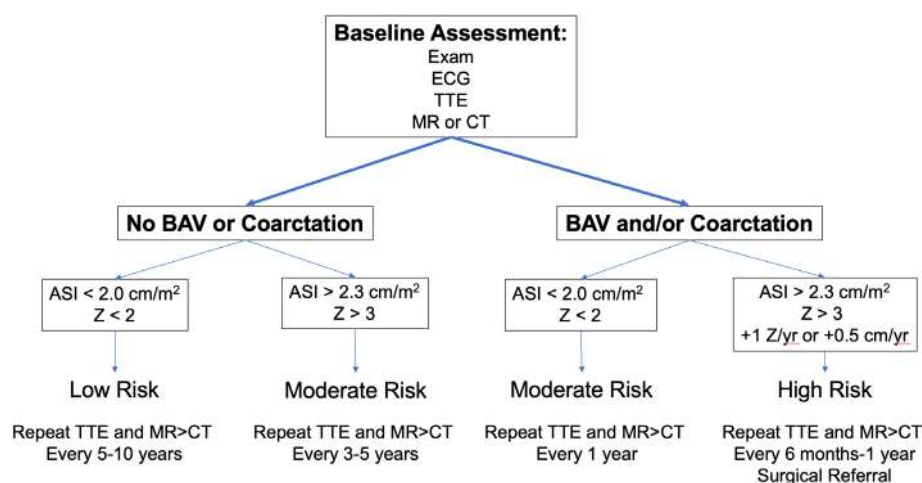 Baseline Assessment:
Exam
ECG
TTE
MR or CT
No BAV or Coarctation
BAV and/or Coarctation
ASI < 2.0 cm/m²
Z < 2
ASI > 2.3 cm/m²
Z > 3
ASI < 2.0 cm/m²
Z < 2
ASI > 2.3 cm/m²
Z > 3
+1 Z/yr or +0.5 cm/yr
Low Risk
Moderate Risk
Moderate Risk
High Risk
Repeat TTE and MR>CT
Every 5-10 years
Repeat TTE and MR>CT
Every 3-5 years
Repeat TTE and MR>CT
Every 1 year
Repeat TTE and MR>CT
Every 6 months-1 year
Surgical Referral